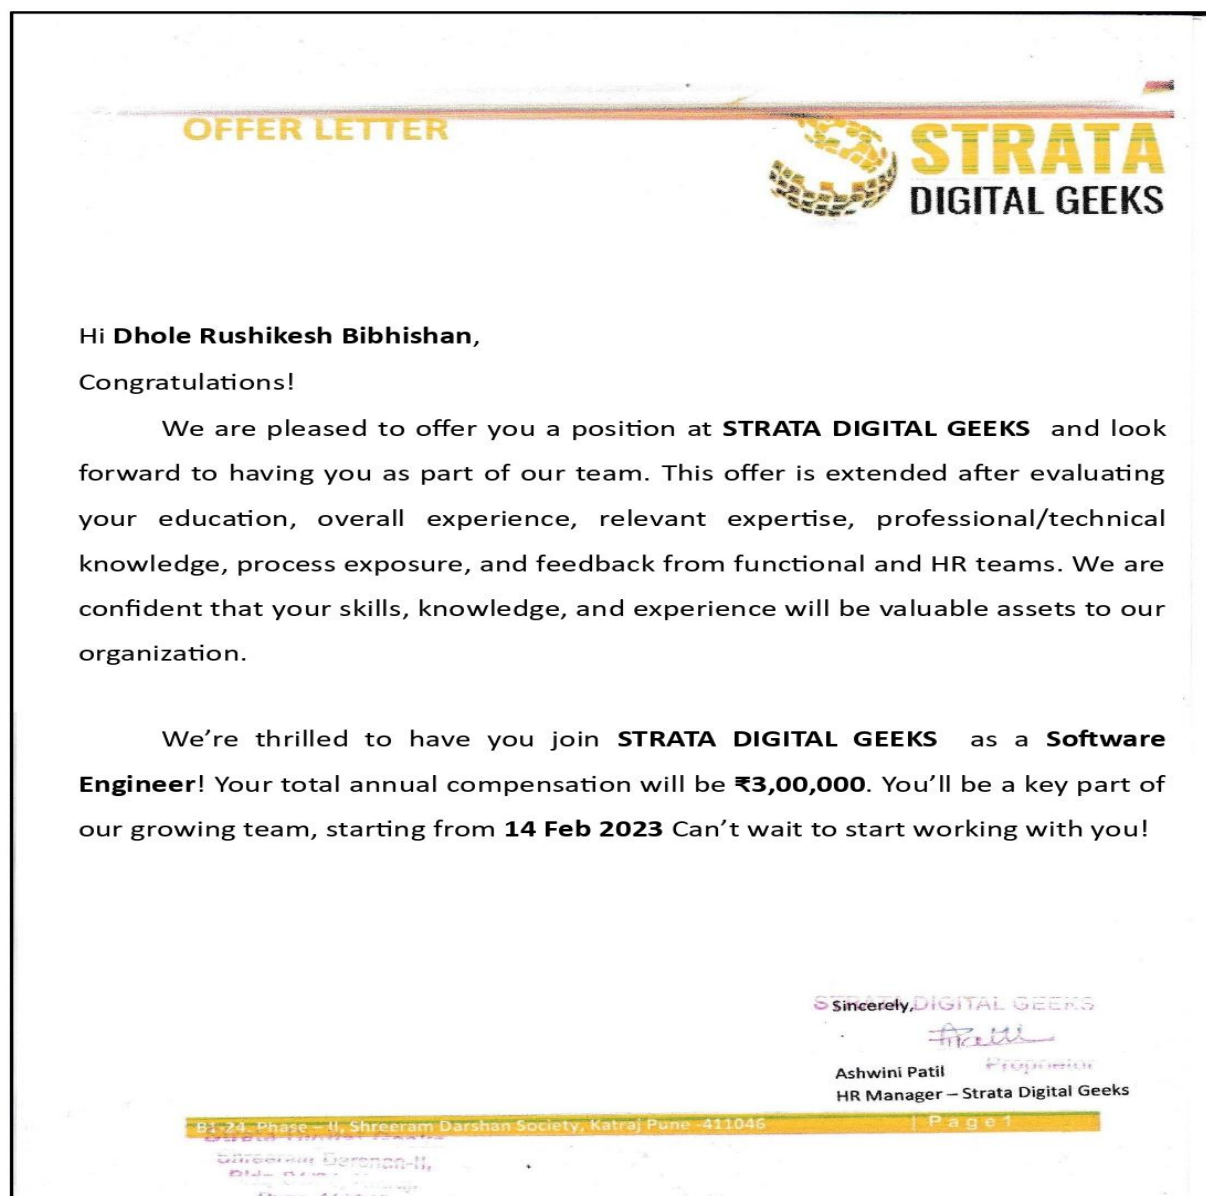 OFFER LETTER
STRATA
DIGITAL GEEKS
Hi Dhole Rushikesh Bibhishan,
Congratulations!
We are pleased to offer you a position at STRATA DIGITAL GEEKS and look
forward to having you as part of our team. This offer is extended after evaluating
your education, overall experience, relevant expertise, professional/technical
knowledge, process exposure, and feedback from functional and HR teams. We are
confident that your skills, knowledge, and experience will be valuable assets to our
organization.
We’re thrilled to have you join STRATA DIGITAL GEEKS as a Software
Engineer! Your total annual compensation will be ₹3,00,000. You’ll be a key part of
our growing team, starting from 14 Feb 2023 Can’t wait to start working with you!
STRATA DIGITAL GEEKS
Sincerely,
Proprietor
Ashwini Patil
HR Manager – Strata Digital Geeks
B1-24, Phase – II, Shreeram Darshan Society, Katraj Pune -411046 | Page 1